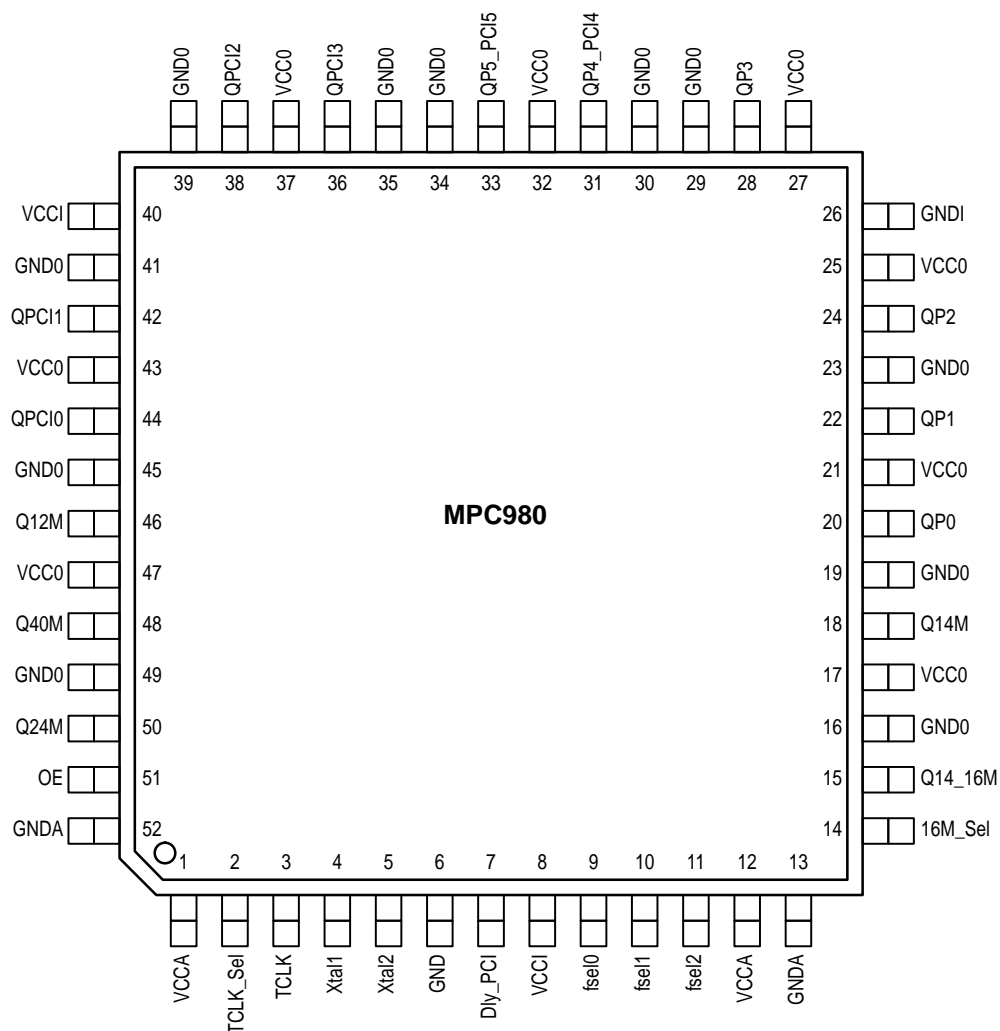 GND0 QPCI2 VCC0 QPCI3 GND0 GND0 QP5_PCI5 VCC0 QP4_PCI4 GND0 GND0 QP3 VCC0
39 38 37 36 35 34 33 32 31 30 29 28 27
VCCI 40 26 GNDI
GND0 41 25 VCC0
QPCI1 42 24 QP2
VCC0 43 23 GND0
QPCI0 44 22 QP1
GND0 45 21 VCC0
MPC980
Q12M 46 20 QP0
VCC0 47 19 GND0
Q40M 48 18 Q14M
GND0 49 17 VCC0
Q24M 50 16 GND0
OE 51 15 Q14_16M
GNDA 52 14 16M_Sel
1 2 3 4 5 6 7 8 9 10 11 12 13
VCCA TCLK_Sel TCLK Xtal1 Xtal2 GND Dly_PCI VCCI fsel0 fsel1 fsel2 VCCA GNDA